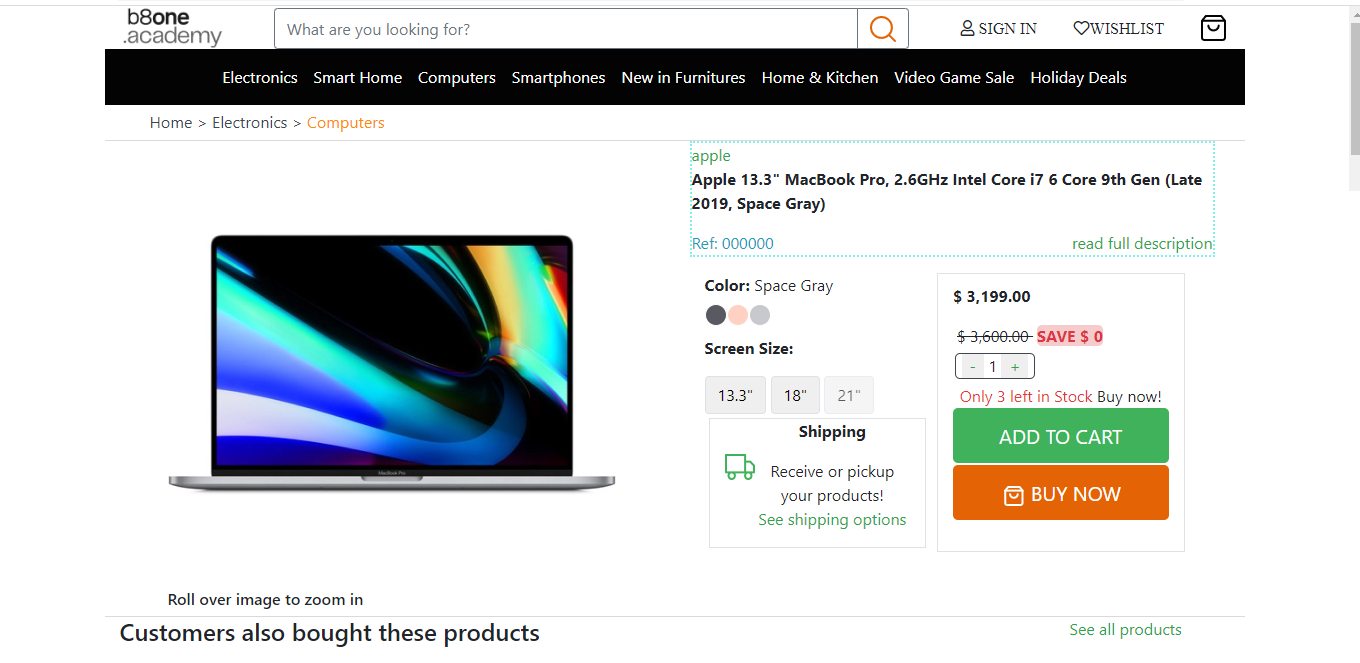 b8one
.academy
What are you looking for?
SIGN IN
WISHLIST
Electronics Smart Home Computers Smartphones New in Furnitures Home & Kitchen Video Game Sale Holiday Deals
Home > Electronics > Computers
apple
Apple 13.3" MacBook Pro, 2.6GHz Intel Core i7 6 Core 9th Gen (Late
2019, Space Gray)
Ref: 000000
read full description
Color: Space Gray
Screen Size:
13.3" 18" 21"
Shipping
Receive or pickup
your products!
See shipping options
$ 3,199.00
$ 3,600.00 SAVE $ 0
- 1 +
Only 3 left in Stock Buy now!
ADD TO CART
BUY NOW
MacBook Pro
Roll over image to zoom in
Customers also bought these products
See all products